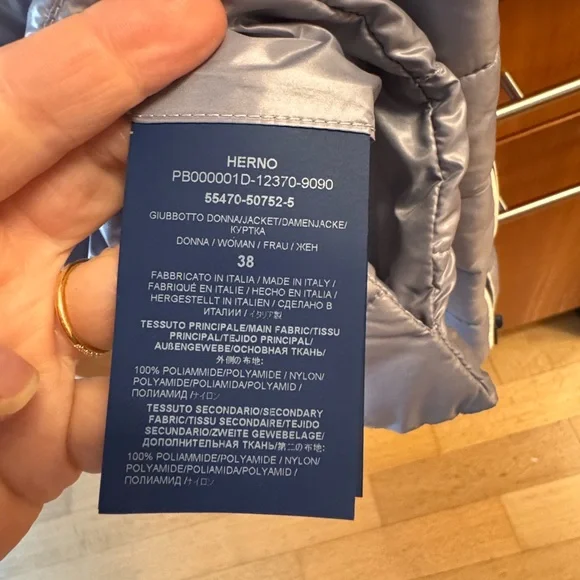 HERNO
PB000001D-12370-9090
55470-50752-5
GIUBBOTTO DONNA/JACKET/DAMENJACKE/
КУРТКА
DONNA / WOMAN / FRAU / ЖЕН
38
FABBRICATO IN ITALIA / MADE IN ITALY /
FABRIQUÉ EN ITALIE / HECHO EN ITALIA /
HERGESTELLT IN ITALIEN / СДЕЛАНО В
ИТАЛИИ / イタリア製
TESSUTO PRINCIPALE/MAIN FABRIC/TISSU
PRINCIPAL/TEJIDO PRINCIPAL/
AUßENGEWEBE/ОСНОВНАЯ ТКАНЬ/
外側の布地:
100% POLIAMMIDE/POLYAMIDE / NYLON/
POLYAMIDE/POLIAMIDA/POLYAMID /
ПОЛИАМИД /ナイロン
TESSUTO SECONDARIO/SECONDARY
FABRIC/TISSU SECONDAIRE/TEJIDO
SECUNDARIO/ZWEITE GEWEBELAGE/
ДОПОЛНИТЕЛЬНАЯ ТКАНЬ/第二の布地:
100% POLIAMMIDE/POLYAMIDE / NYLON/
POLYAMIDE/POLIAMIDA/POLYAMID /
ПОЛИАМИД /ナイロン